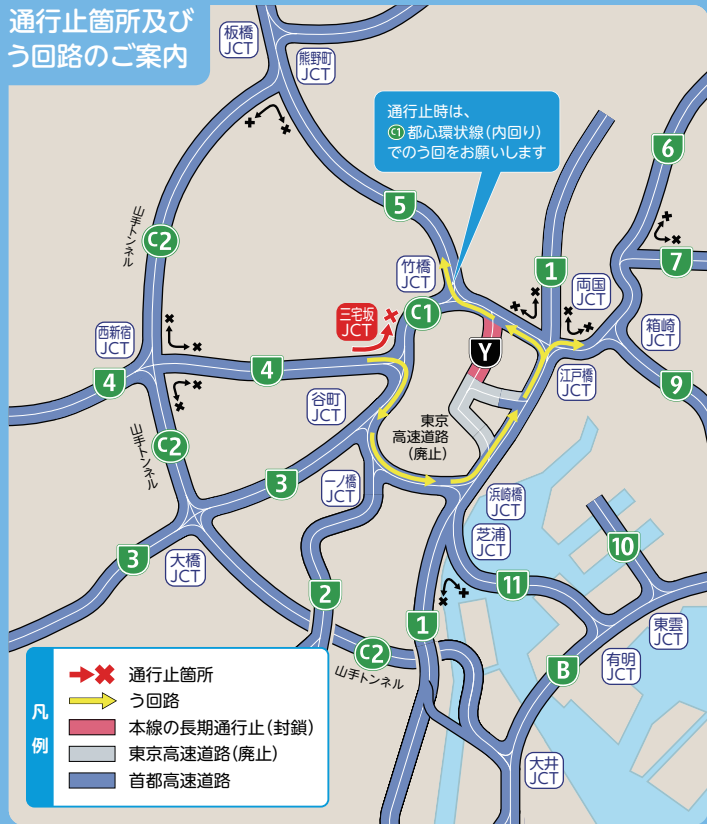 通行止箇所及び
う回路のご案内
板橋
JCT
熊野町
JCT
通行止時は、
C1都心環状線(内回り)
でのう回をお願いします
6
5
山手トンネル
C2
竹橋
JCT
1
両国
JCT
7
三宅坂
JCT
C1
箱崎
JCT
西新宿
JCT
Y
4
4
江戸橋
JCT
9
谷町
JCT
東京
高速道路
(廃止)
山手トンネル
C2
3
一ノ橋
JCT
浜崎橋
JCT
芝浦
JCT
3
大橋
JCT
10
11
2
1
東雲
JCT
C2
山手トンネル
有明
JCT
B
大井
JCT
凡例
通行止箇所
う回路
本線の長期通行止(封鎖)
東京高速道路(廃止)
首都高速道路